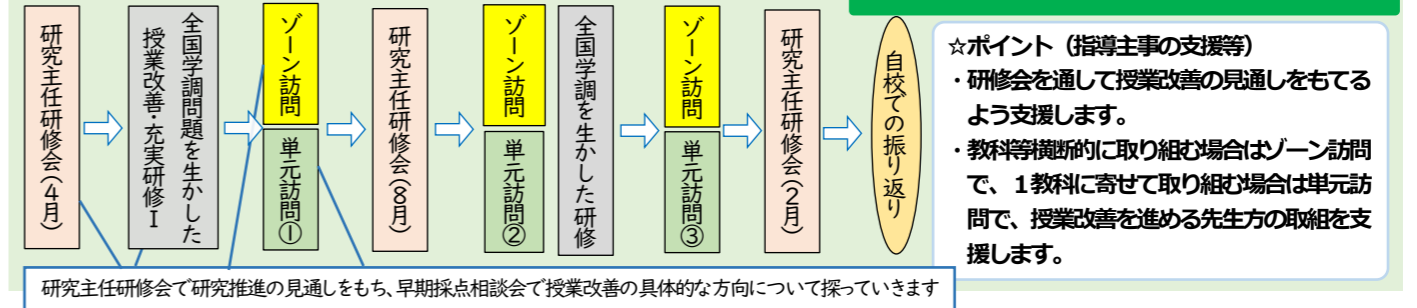 研究主任研修会(4月)
全国学調問題を生かした
授業改善・充実研修Ⅰ
ゾーン訪問
単元訪問①
研究主任研修会(8月)
ゾーン訪問
単元訪問②
全国学調を生かした研修
ゾーン訪問
単元訪問③
研究主任研修会(2月)
自校での振り返り
☆ポイント(指導主事の支援等)
・研修会を通して授業改善の見通しをもてる
よう支援します。
・教科等横断的に取り組む場合はゾーン訪問
で、1教科に寄せて取り組む場合は単元訪
問で、授業改善を進める先生方の取組を支
援します。
研究主任研修会で研究推進の見通しをもち、早期採点相談会で授業改善の具体的な方向について探っていきます